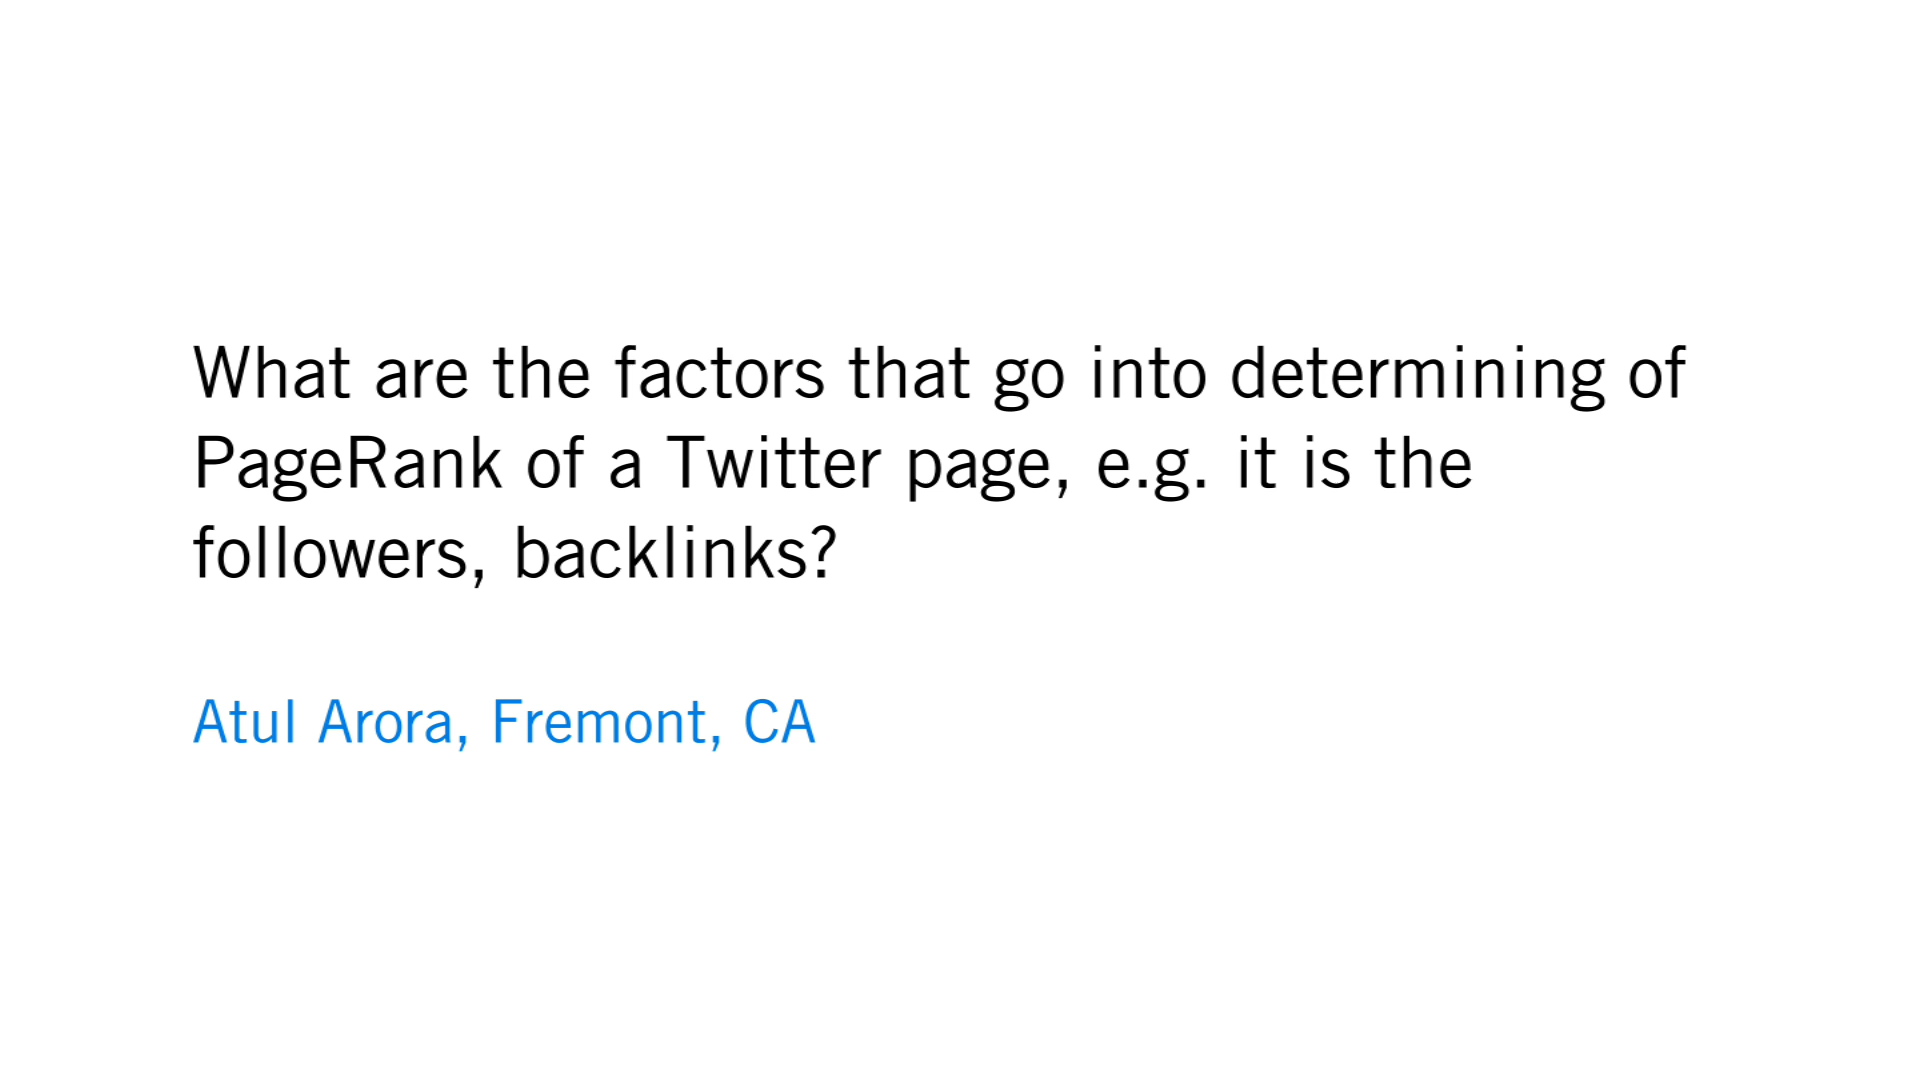 What are the factors that go into determining of
PageRank of a Twitter page, e.g. it is the
followers, backlinks?
Atul Arora, Fremont, CA